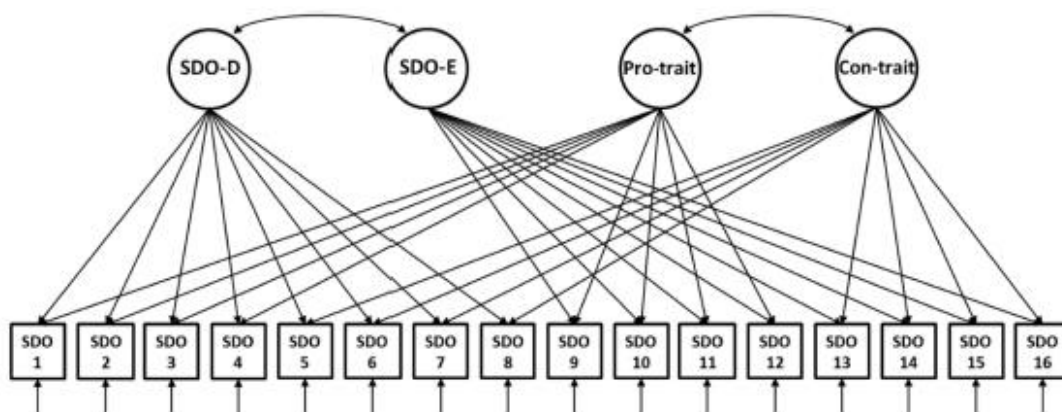 SDO-D
SDO-E
Pro-trait
Con-trait
SDO
1
SDO
2
SDO
3
SDO
4
SDO
5
SDO
6
SDO
7
SDO
8
SDO
9
SDO
10
SDO
11
SDO
12
SDO
13
SDO
14
SDO
15
SDO
16